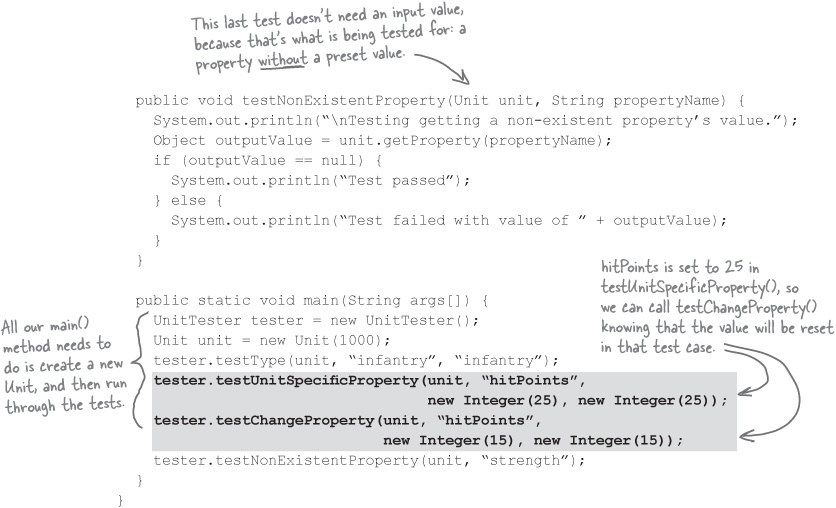 This last test doesn't need an input value,
because that's what is being tested for: a
property without a preset value.
public void testNonExistentProperty(Unit unit, String propertyName) {
System.out.println(“\nTesting getting a non-existent property’s value.”);
Object outputValue = unit.getProperty(propertyName);
if (outputValue == null) {
System.out.println(“Test passed”);
} else {
System.out.println(“Test failed with value of ” + outputValue);
}
}
hitPoints is set to 25 in
testUnitSpecificProperty(), so
we can call testChangeProperty()
knowing that the value will be reset
in that test case.
All our main()
method needs to
do is create a new
Unit, and then run
through the tests.
public static void main(String args[]) {
UnitTester tester = new UnitTester();
Unit unit = new Unit(1000);
tester.testType(unit, “infantry”, “infantry”);
tester.testUnitSpecificProperty(unit, “hitPoints”,
new Integer(25), new Integer(25));
tester.testChangeProperty(unit, “hitPoints”,
new Integer(15), new Integer(15));
tester.testNonExistentProperty(unit, “strength”);
}
}